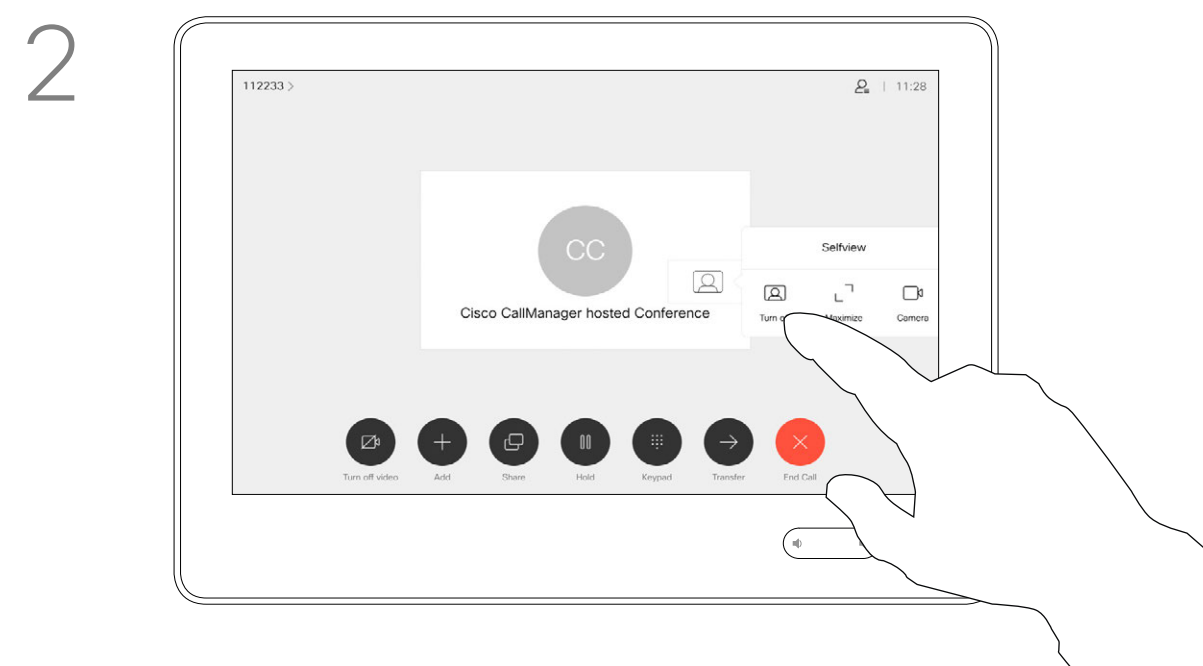 2
112233 >
11:28
CC
Cisco CallManager hosted Conference
Selfview
Turn
Maximize
Camera
Turn off video
Add
Share
Hold
Keypad
Transfer
End Call